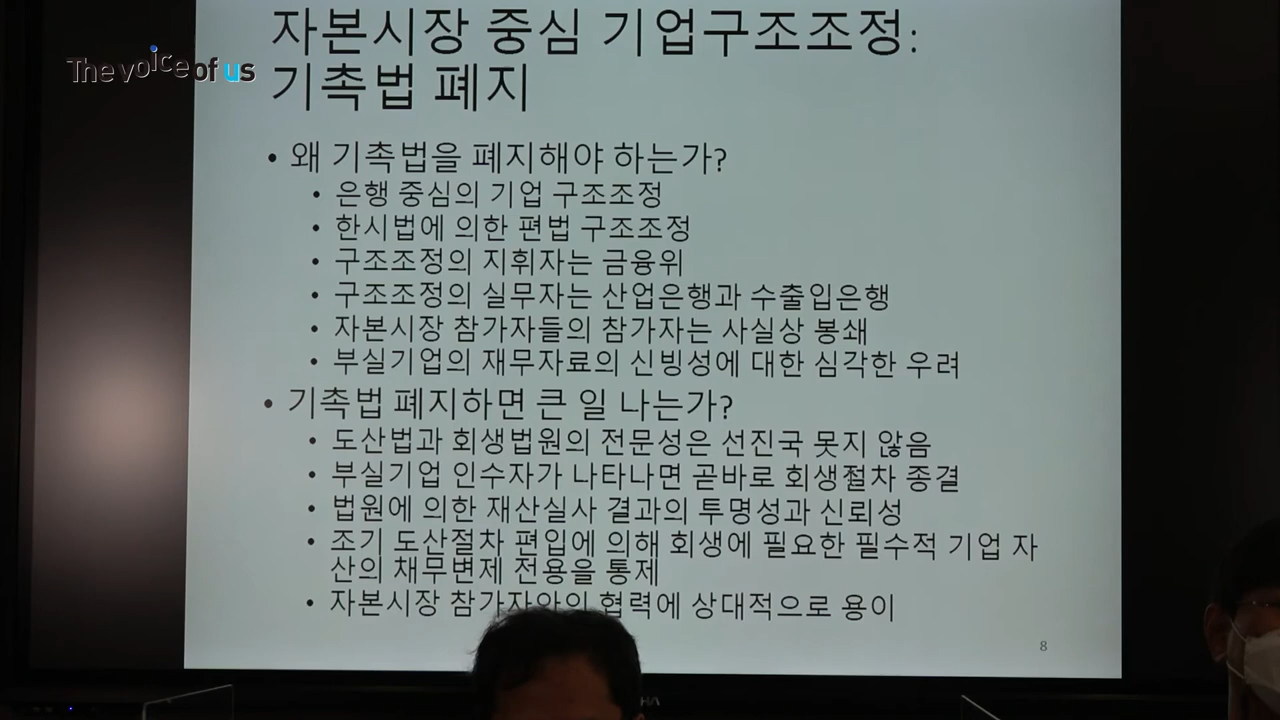 The voice of us
자본시장 중심 기업구조조정:
기촉법 폐지
• 왜 기촉법을 폐지해야 하는가?
• 은행 중심의 기업 구조조정
• 한시법에 의한 편법 구조조정
• 구조조정의 지휘자는 금융위
• 구조조정의 실무자는 산업은행과 수출입은행
• 자본시장 참가자들의 참가자는 사실상 봉쇄
• 부실기업의 재무자료의 신빙성에 대한 심각한 우려
• 기촉법 폐지하면 큰 일 나는가?
• 도산법과 회생법원의 전문성은 선진국 못지 않음
• 부실기업 인수자가 나타나면 곧바로 회생절차 종결
• 법원에 의한 재산실사 결과의 투명성과 신뢰성
• 조기 도산절차 편입에 의해 회생에 필요한 필수적 기업 자
산의 채무변제 전용을 통제
• 자본시장 참가자와의 협력에 상대적으로 용이
8